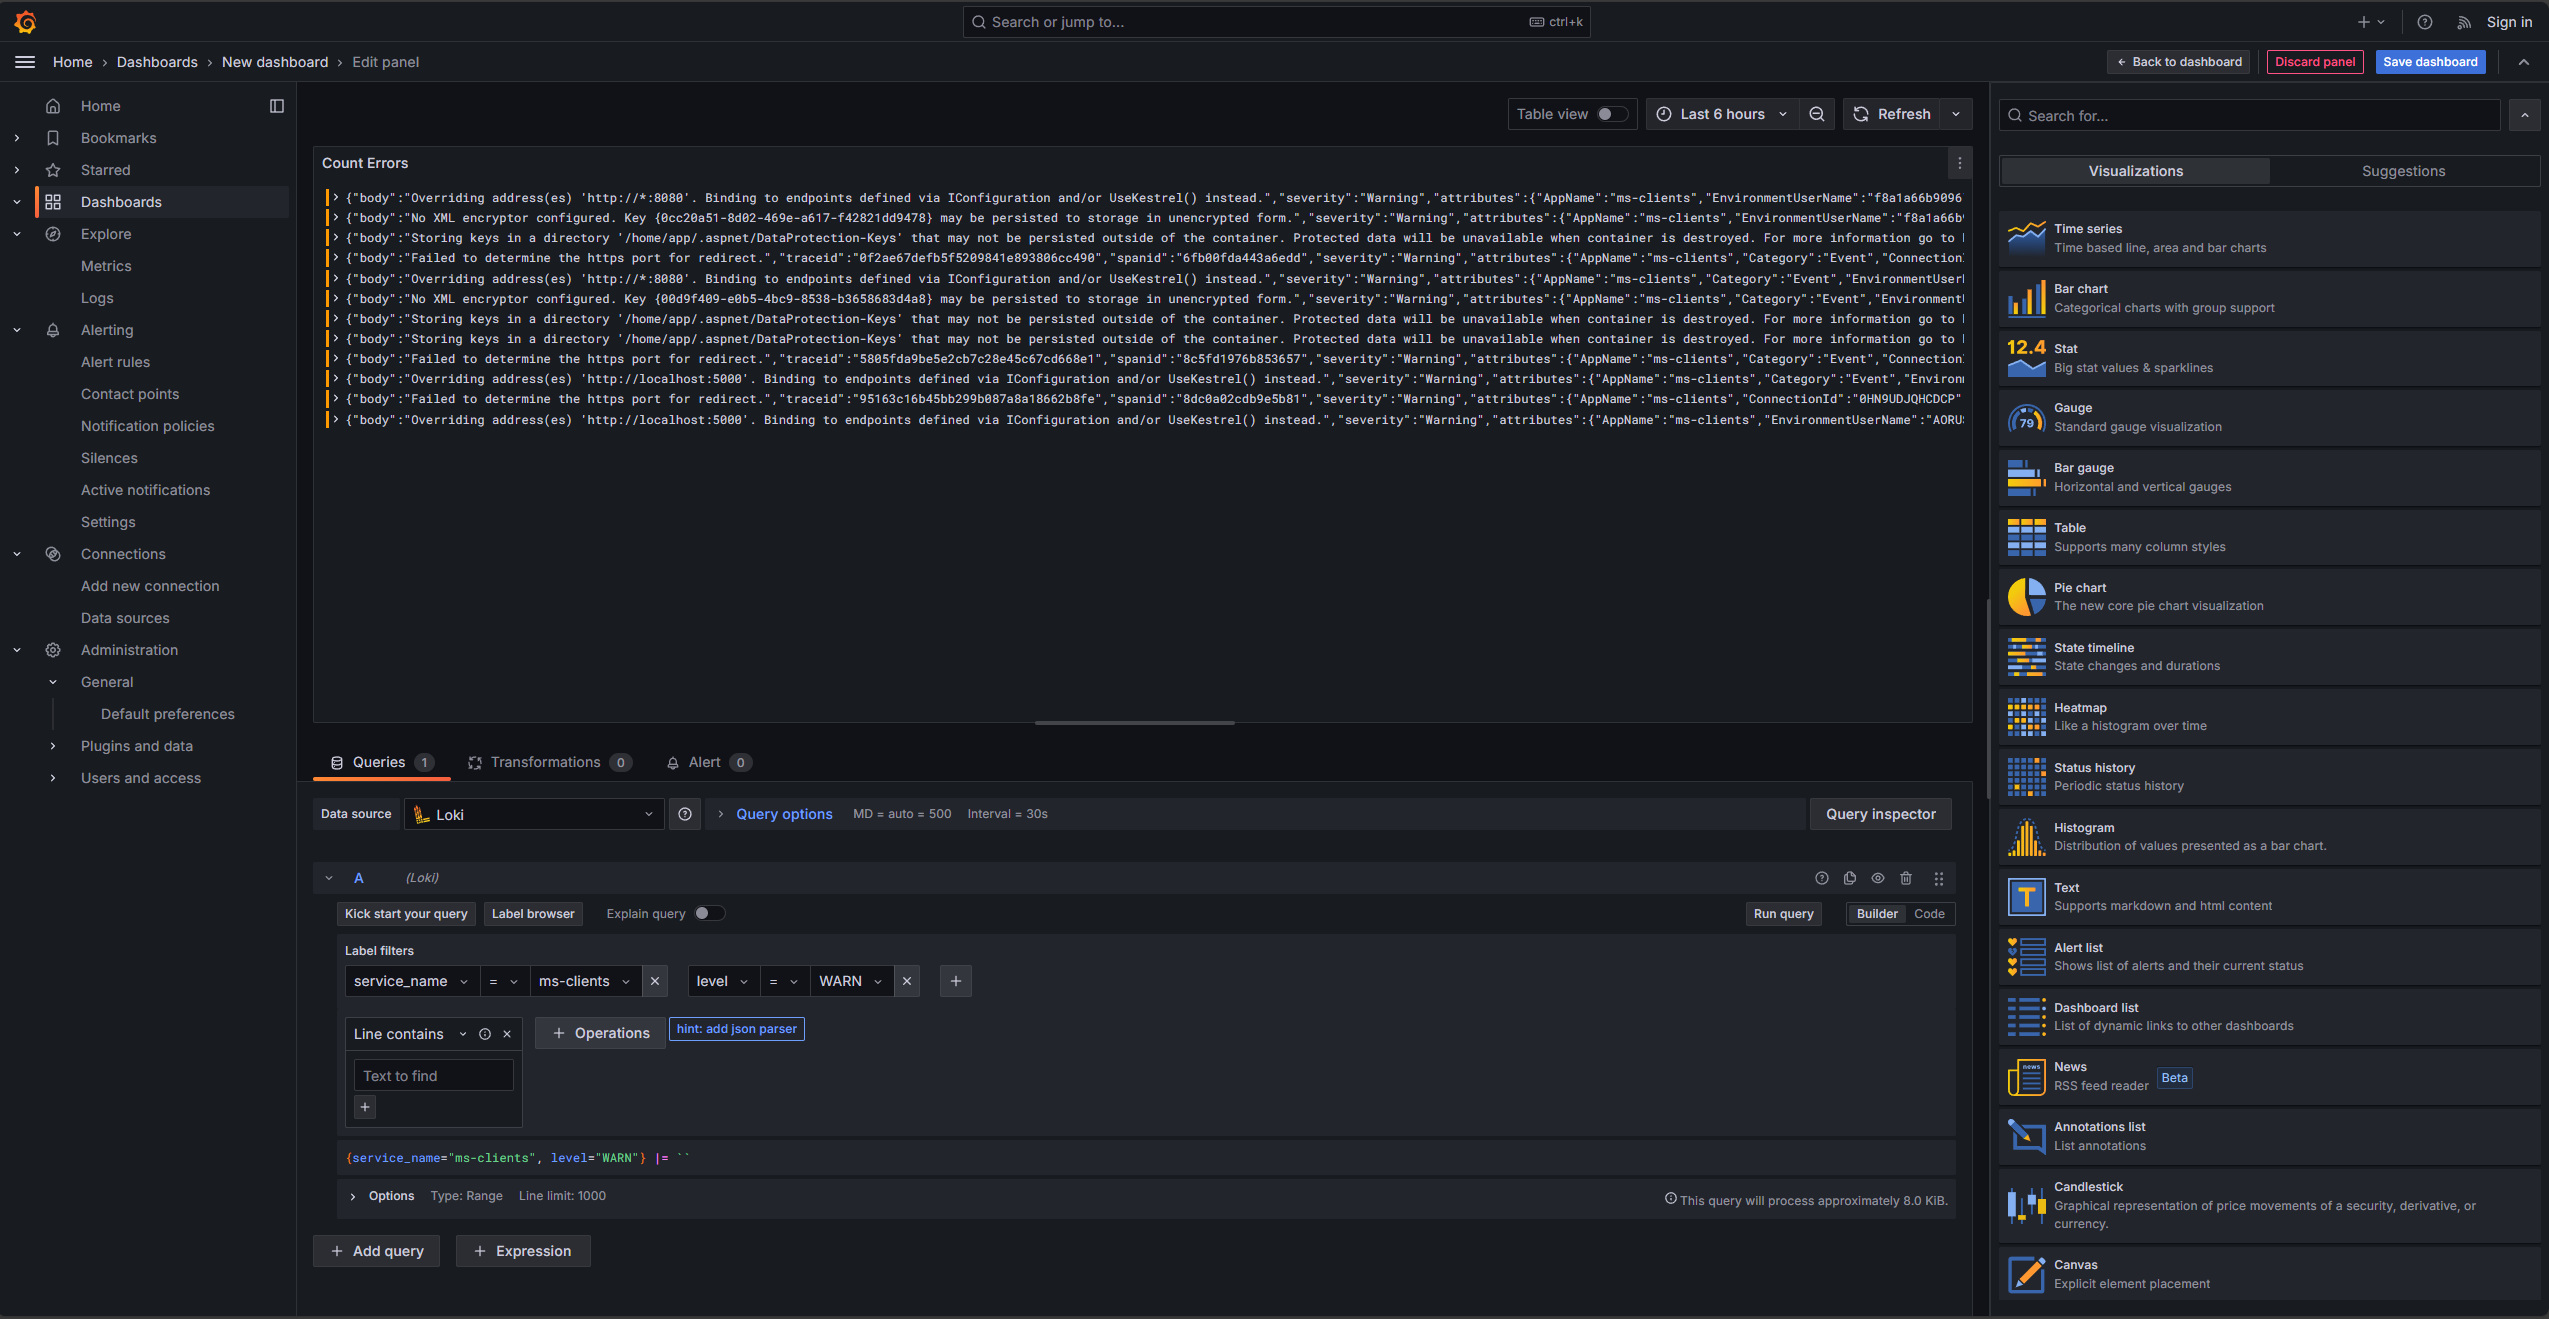 Search or jump to...
ctrl+k
Sign in
Home › Dashboards › New dashboard › Edit panel
Back to dashboard
Discard panel
Save dashboard
Home
Bookmarks
Starred
Dashboards
Explore
Metrics
Logs
Alerting
Alert rules
Contact points
Notification policies
Silences
Active notifications
Settings
Connections
Add new connection
Data sources
Administration
General
Default preferences
Plugins and data
Users and access
Table view
Last 6 hours
Refresh
Count Errors
{"body":"Overriding address(es) 'http://*:8080'. Binding to endpoints defined via IConfiguration and/or UseKestrel() instead.","severity":"Warning","attributes":{"AppName":"ms-clients","EnvironmentUserName":"f8a1a66b9096
{"body":"No XML encryptor configured. Key {0cc20a51-8d02-469e-a617-f42821dd9478} may be persisted to storage in unencrypted form.","severity":"Warning","attributes":{"AppName":"ms-clients","EnvironmentUserName":"f8a1a66b
{"body":"Storing keys in a directory '/home/app/.aspnet/DataProtection-Keys' that may not be persisted outside of the container. Protected data will be unavailable when container is destroyed. For more information go to
{"body":"Failed to determine the https port for redirect.","traceid":"0f2ae67defb5f5209841e893806cc490","spanid":"6fb00fda443a6edd","severity":"Warning","attributes":{"AppName":"ms-clients","Category":"Event","Connection
{"body":"Overriding address(es) 'http://*:8080'. Binding to endpoints defined via IConfiguration and/or UseKestrel() instead.","severity":"Warning","attributes":{"AppName":"ms-clients","Category":"Event","EnvironmentUser
{"body":"No XML encryptor configured. Key {00d9f409-e0b5-4bc9-8538-b3658683d4a8} may be persisted to storage in unencrypted form.","severity":"Warning","attributes":{"AppName":"ms-clients","Category":"Event","Environment
{"body":"Storing keys in a directory '/home/app/.aspnet/DataProtection-Keys' that may not be persisted outside of the container. Protected data will be unavailable when container is destroyed. For more information go to
{"body":"Storing keys in a directory '/home/app/.aspnet/DataProtection-Keys' that may not be persisted outside of the container. Protected data will be unavailable when container is destroyed. For more information go to
{"body":"Failed to determine the https port for redirect.","traceid":"5805fda9be5e2cb7c28e45c67cd668e1","spanid":"8c5fd1976b853657","severity":"Warning","attributes":{"AppName":"ms-clients","Category":"Event","Connection
{"body":"Overriding address(es) 'http://localhost:5000'. Binding to endpoints defined via IConfiguration and/or UseKestrel() instead.","severity":"Warning","attributes":{"AppName":"ms-clients","Category":"Event","Environ
{"body":"Failed to determine the https port for redirect.","traceid":"95163c16b45bb299b087a8a18662b8fe","spanid":"8dc0a02cdb9e5b81","severity":"Warning","attributes":{"AppName":"ms-clients","ConnectionId":"0HN9UDJQHCDCP"
{"body":"Overriding address(es) 'http://localhost:5000'. Binding to endpoints defined via IConfiguration and/or UseKestrel() instead.","severity":"Warning","attributes":{"AppName":"ms-clients","EnvironmentUserName":"AORUS
Queries 1
Transformations 0
Alert 0
Data source
Loki
Query options
MD = auto = 500
Interval = 30s
Query inspector
A
(Loki)
Kick start your query
Label browser
Explain query
Run query
Builder
Code
Label filters
service_name
=
ms-clients
level
=
WARN
Line contains
Operations
hint: add json parser
Text to find
{service_name="ms-clients", level="WARN"} |= ``
Options
Type: Range
Line limit: 1000
This query will process approximately 8.0 KiB.
+ Add query
+ Expression
Search for...
Visualizations
Suggestions
Time series
Time based line, area and bar charts
Bar chart
Categorical charts with group support
12.4
Stat
Big stat values & sparklines
79
Gauge
Standard gauge visualization
Bar gauge
Horizontal and vertical gauges
Table
Supports many column styles
Pie chart
The new core pie chart visualization
State timeline
State changes and durations
Heatmap
Like a histogram over time
Status history
Periodic status history
Histogram
Distribution of values presented as a bar chart.
T
Text
Supports markdown and html content
Alert list
Shows list of alerts and their current status
Dashboard list
List of dynamic links to other dashboards
news
News
RSS feed reader
Beta
Annotations list
List annotations
Candlestick
Graphical representation of price movements of a security, derivative, or
currency.
Canvas
Explicit element placement